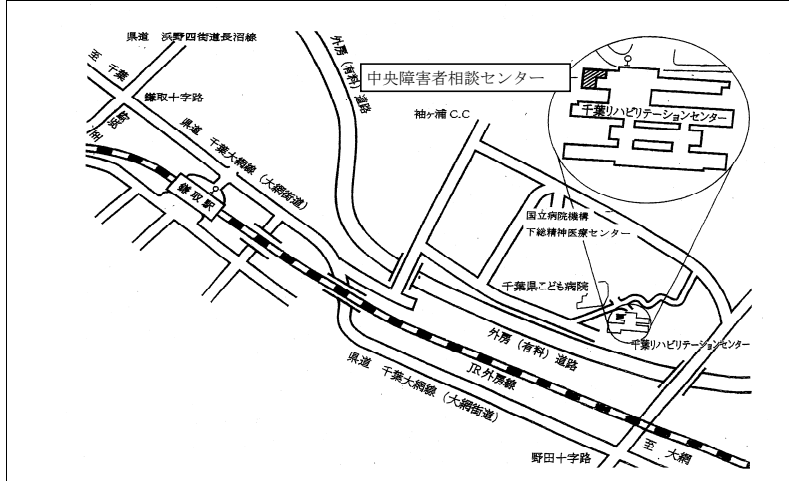 県道 浜野四街道長沼線
至 千葉
外房（有料）道路
中央障害者相談センター
鎌取十字路
袖ヶ浦C.C
千葉リハビリテーションセンター
県道 千葉大網線（大網街道）
鎌取駅
国立病院機構
下総精神医療センター
千葉県こども病院
外房（有料）道路
千葉リハビリテーションセンター
JR外房線
県道 千葉大網線（大網街道）
至 大網
野田十字路